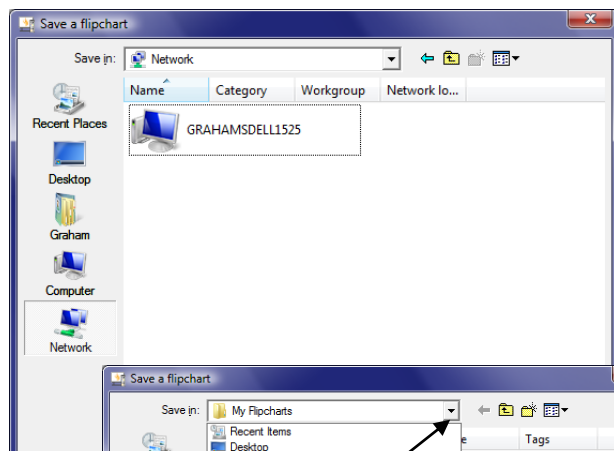 Save a flipchart
Save in: Network
Name Category Workgroup Network lo...
GRAHAMSDELL1525
Recent Places
Desktop
Graham
Computer
Network
Save a flipchart
Save in: My Flipcharts
Recent Items
Desktop
e Tags